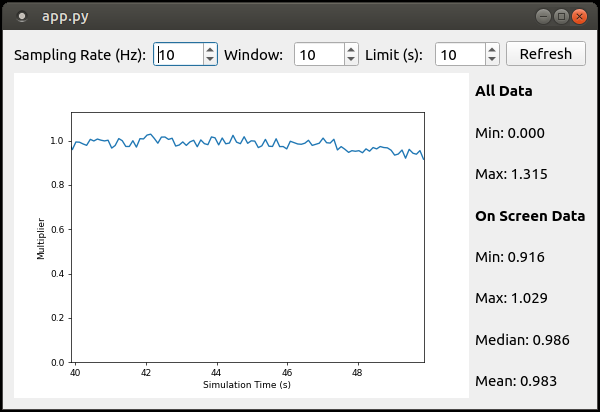 app.py
Sampling Rate (Hz): 10 Window: 10 Limit (s): 10 Refresh
All Data
Min: 0.000
Max: 1.315
On Screen Data
Min: 0.916
Max: 1.029
Median: 0.986
Mean: 0.983
1.0
0.8
0.6
0.4
0.2
0.0
Multiplier
40 42 44 46 48
Simulation Time (s)